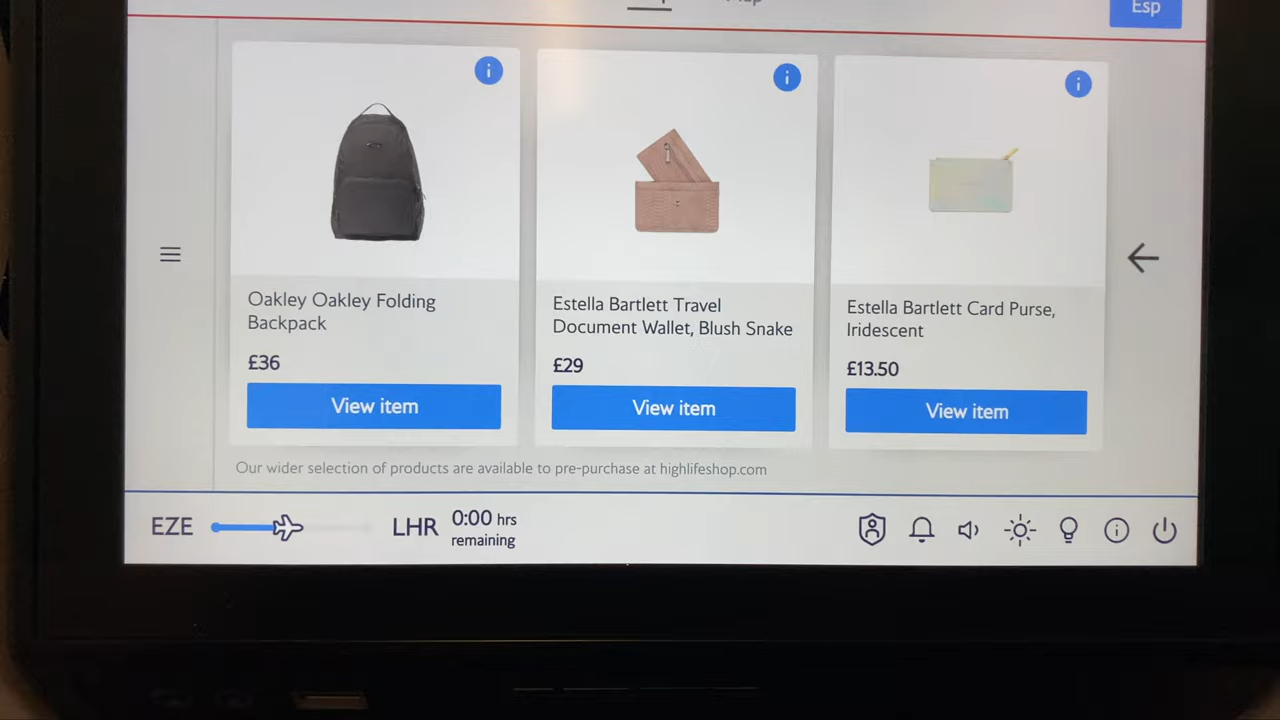 Esp
Oakley Oakley Folding
Backpack
£36
View item
Estella Bartlett Travel
Document Wallet, Blush Snake
£29
View item
Estella Bartlett Card Purse,
Iridescent
£13.50
View item
Our wider selection of products are available to pre-purchase at highlifeshop.com
EZE
LHR
0:00 hrs
remaining